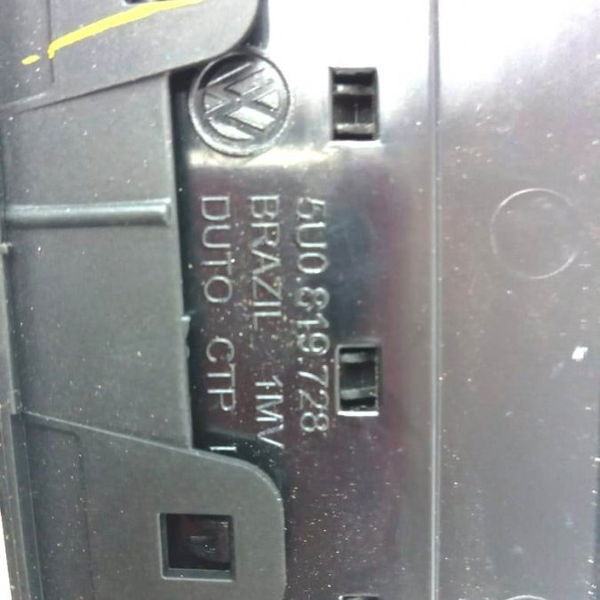 5U0.819.728
BRAZIL 1MV
DUTO CTP